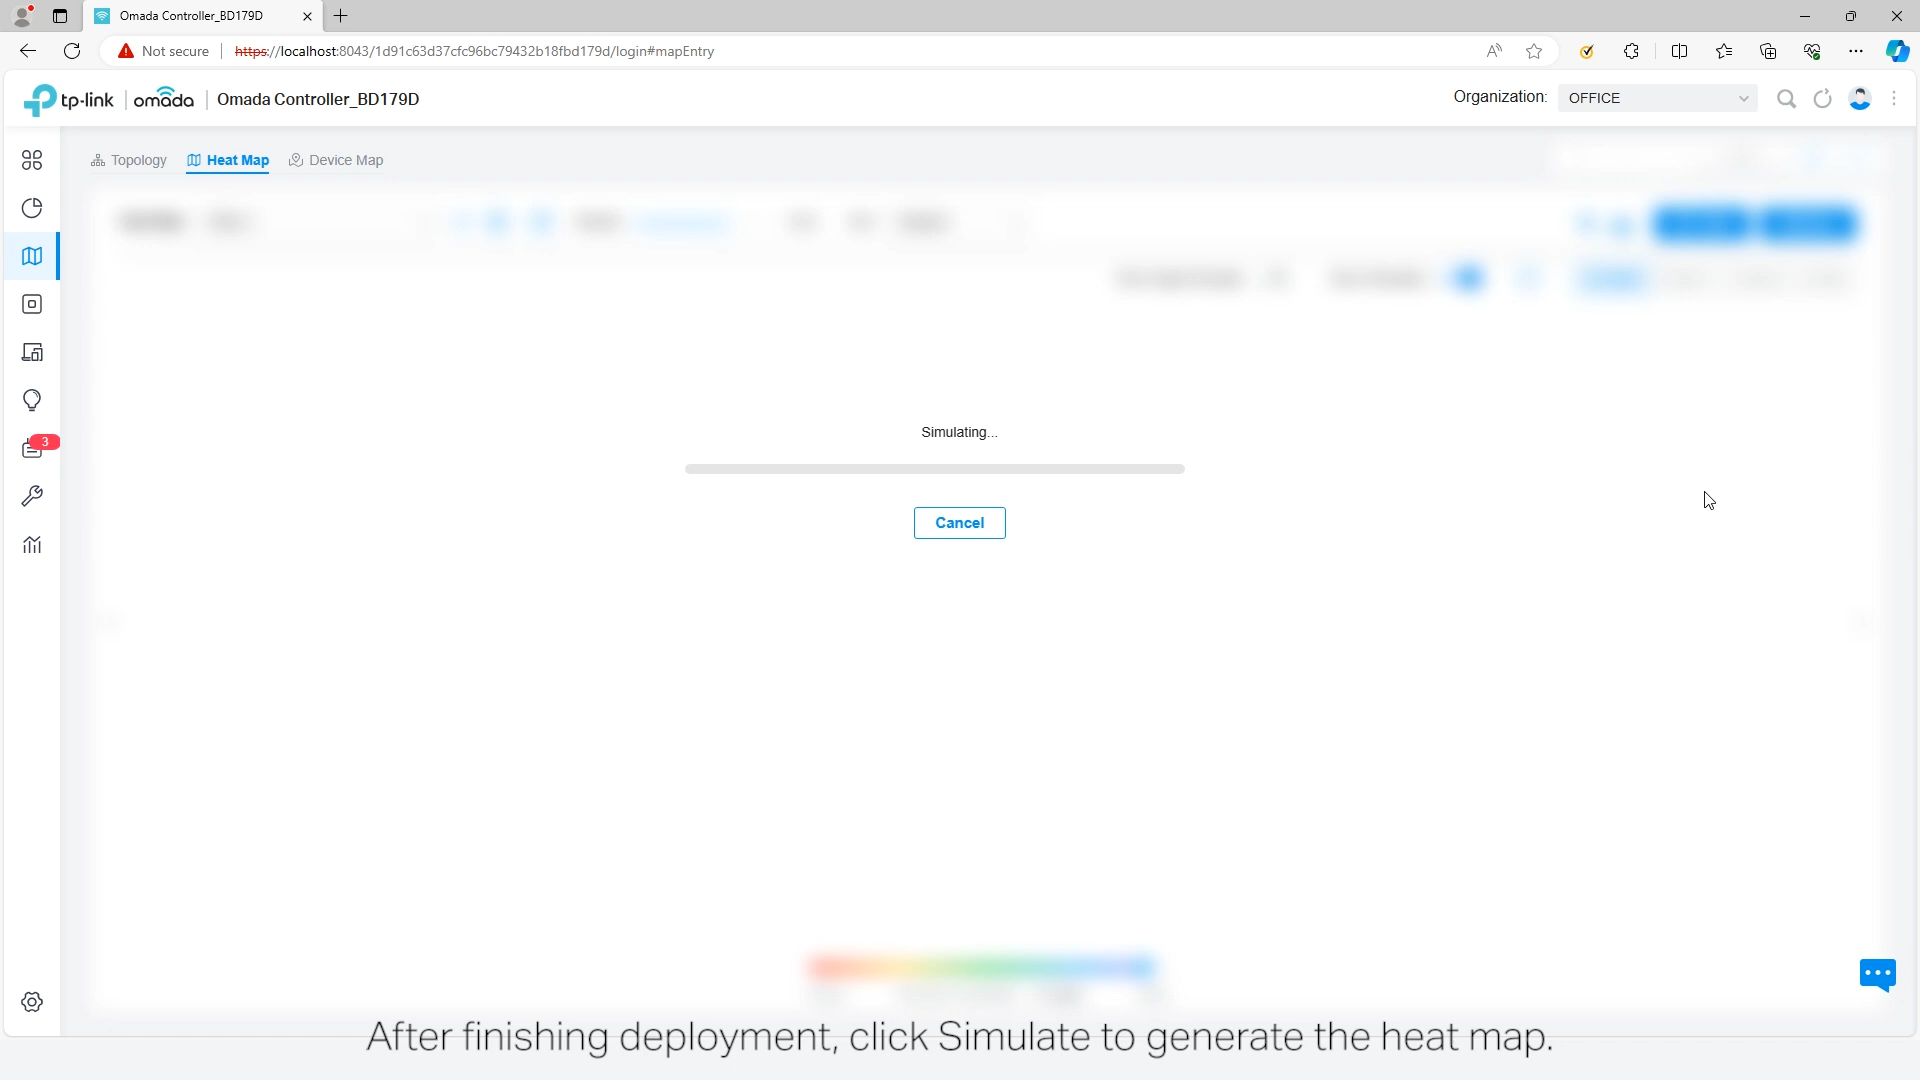 Omada Controller_BD179D
Not secure
https://localhost:8043/1d91c63d37cfc96bc79432b18fbd179d/login#mapEntry
tp-link omada Omada Controller_BD179D
Organization: OFFICE
Topology Heat Map Device Map
Simulating...
Cancel
3
After finishing deployment, click Simulate to generate the heat map.